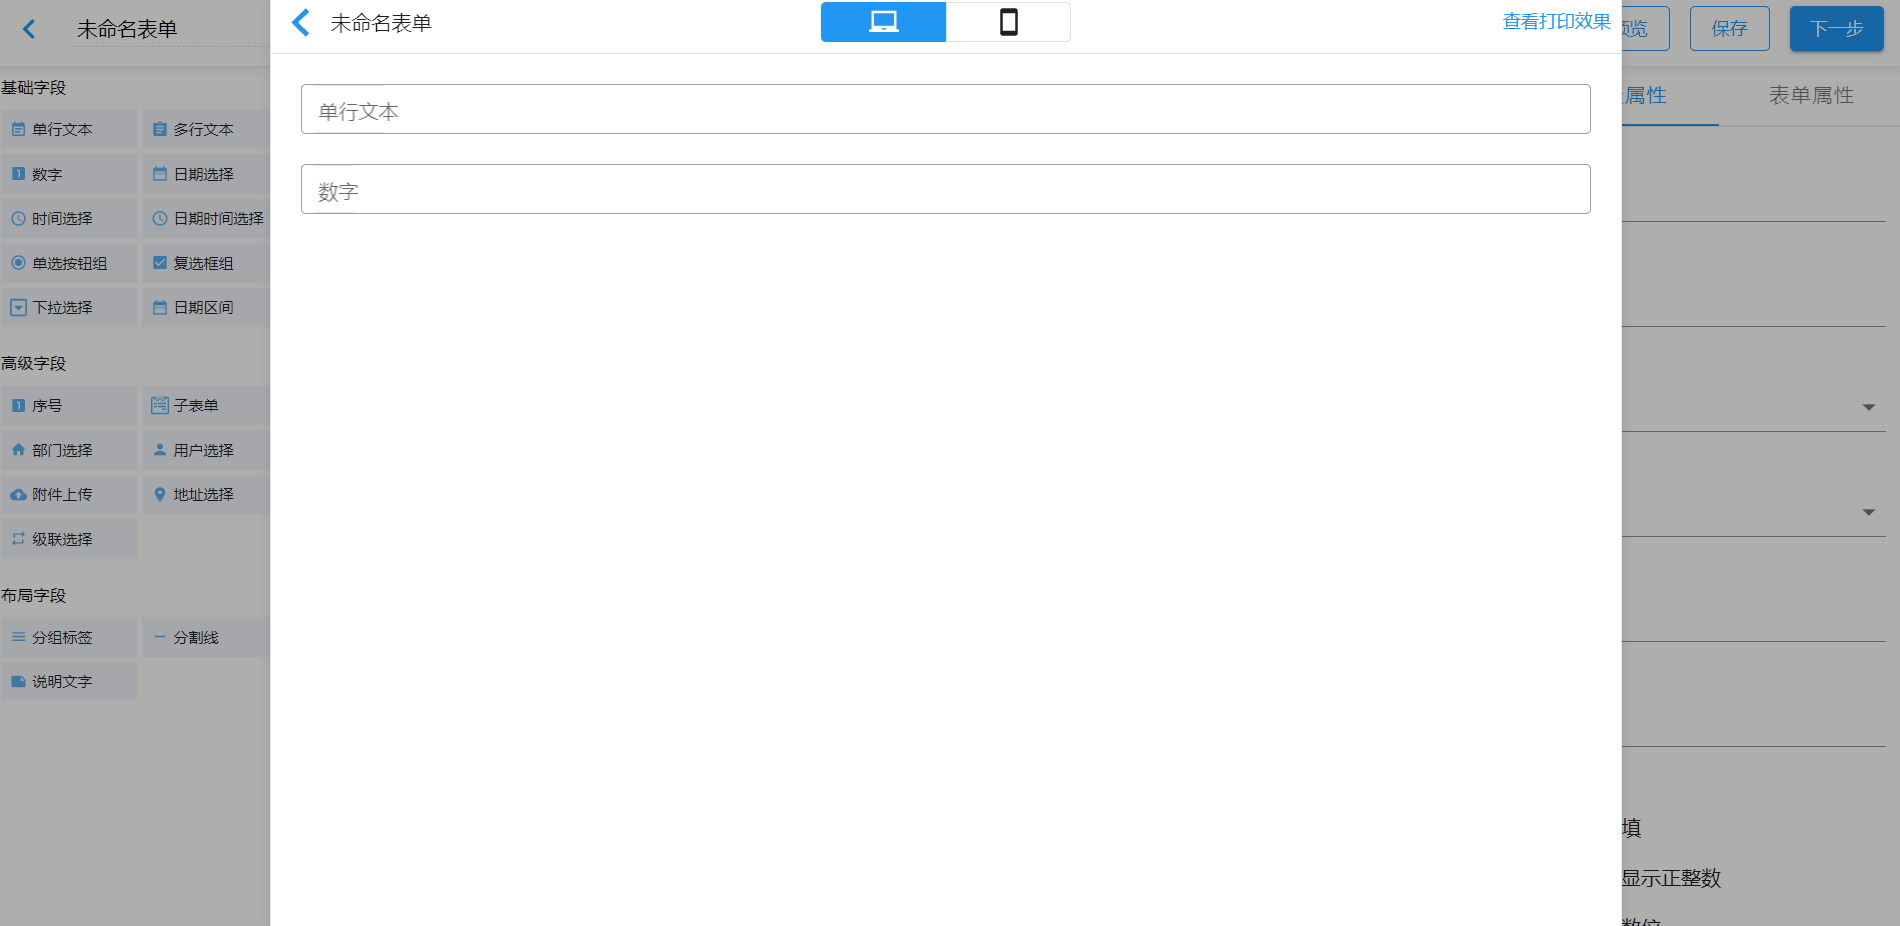 未命名表单
基础字段
单行文本
多行文本
数字
日期选择
时间选择
日期时间选择
单选按钮组
复选框组
下拉选择
日期区间
高级字段
序号
子表单
部门选择
用户选择
附件上传
地址选择
级联选择
布局字段
分组标签
分割线
说明文字
未命名表单
查看打印效果
单行文本
数字
预览
保存
下一步
属性
表单属性
填
显示正整数
数位